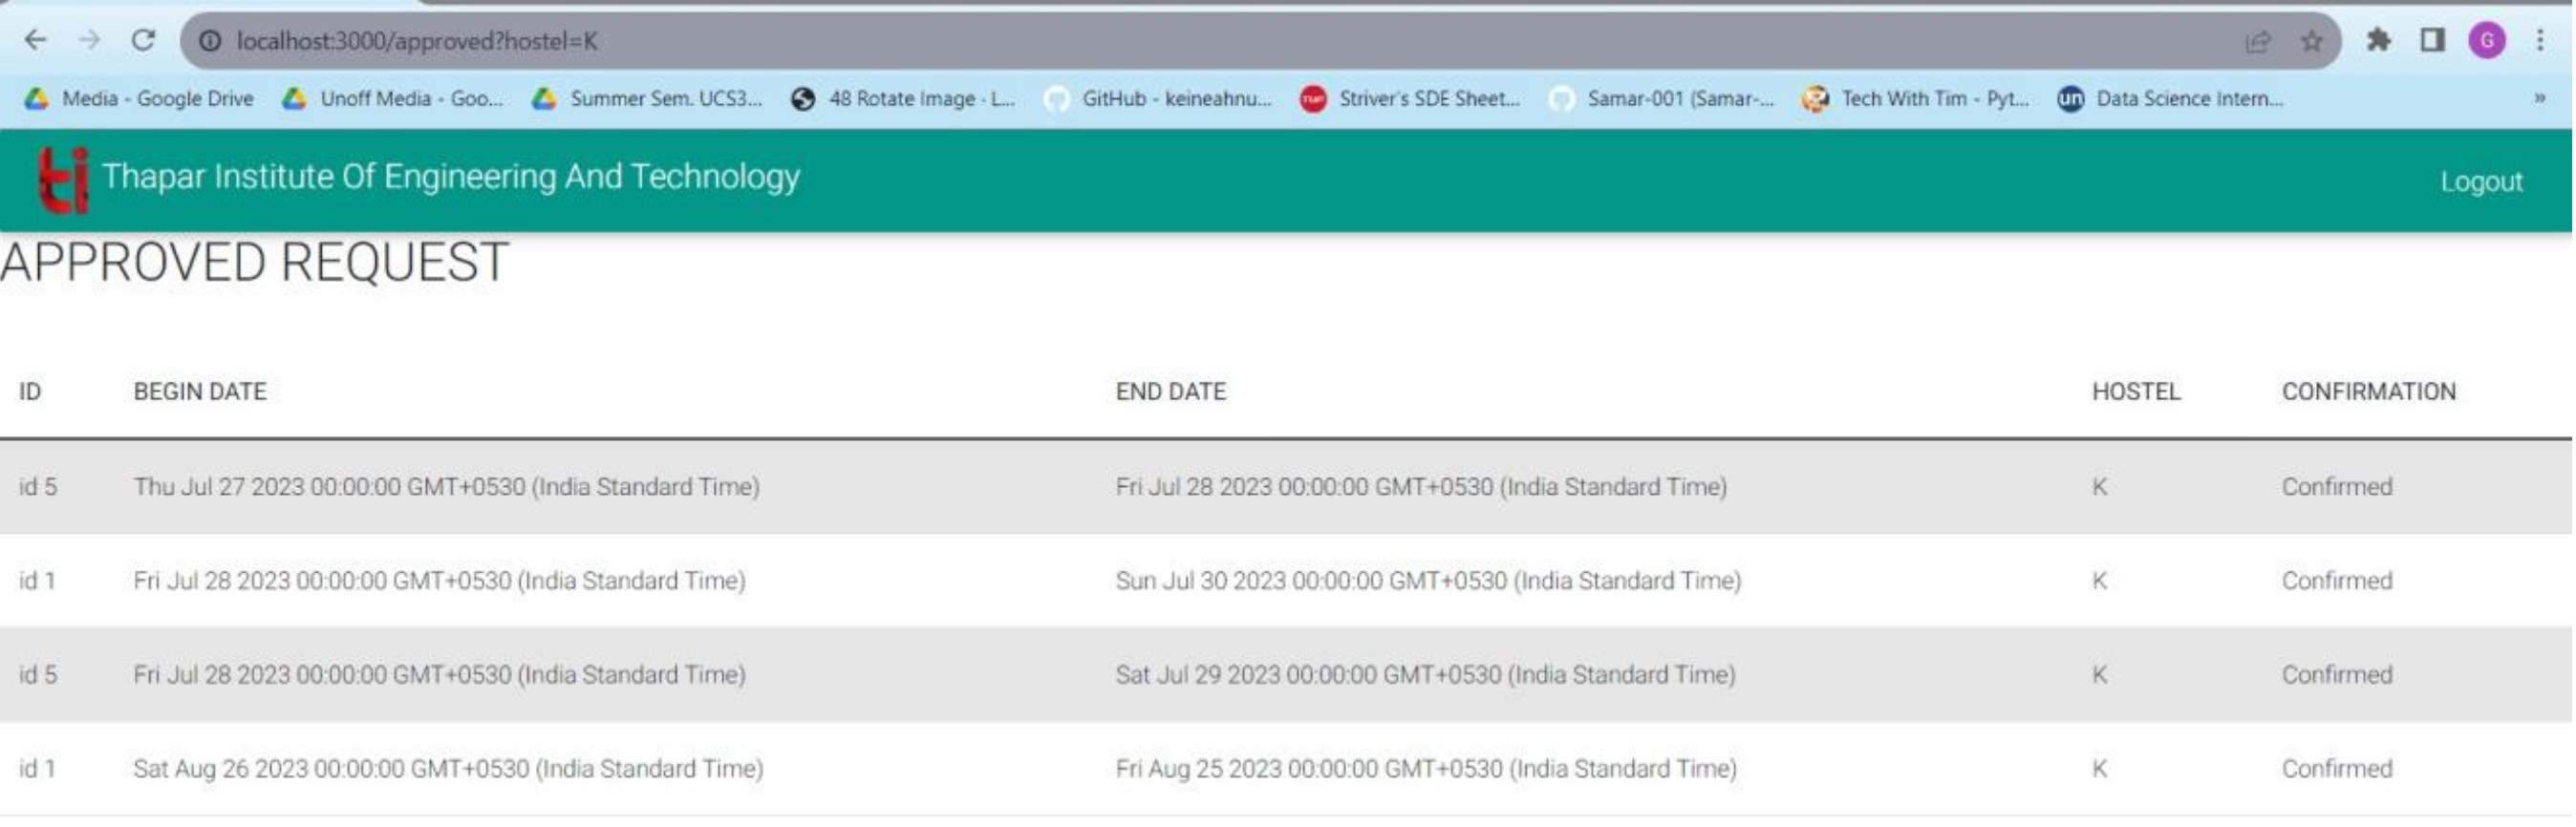 localhost:3000/approved?hostel=K
G
Media - Google Drive Unoff Media - Goo... Summer Sem. UCS3... 48 Rotate Image - L... GitHub - keineahnu... Striver's SDE Sheet... Samar-001 (Samar-... Tech With Tim - Pyt... un Data Science Intern... »
ti Thapar Institute Of Engineering And Technology Logout
APPROVED REQUEST
ID BEGIN DATE END DATE HOSTEL CONFIRMATION
id 5 Thu Jul 27 2023 00:00:00 GMT+0530 (India Standard Time) Fri Jul 28 2023 00:00:00 GMT+0530 (India Standard Time) K Confirmed
id 1 Fri Jul 28 2023 00:00:00 GMT+0530 (India Standard Time) Sun Jul 30 2023 00:00:00 GMT+0530 (India Standard Time) K Confirmed
id 5 Fri Jul 28 2023 00:00:00 GMT+0530 (India Standard Time) Sat Jul 29 2023 00:00:00 GMT+0530 (India Standard Time) K Confirmed
id 1 Sat Aug 26 2023 00:00:00 GMT+0530 (India Standard Time) Fri Aug 25 2023 00:00:00 GMT+0530 (India Standard Time) K Confirmed